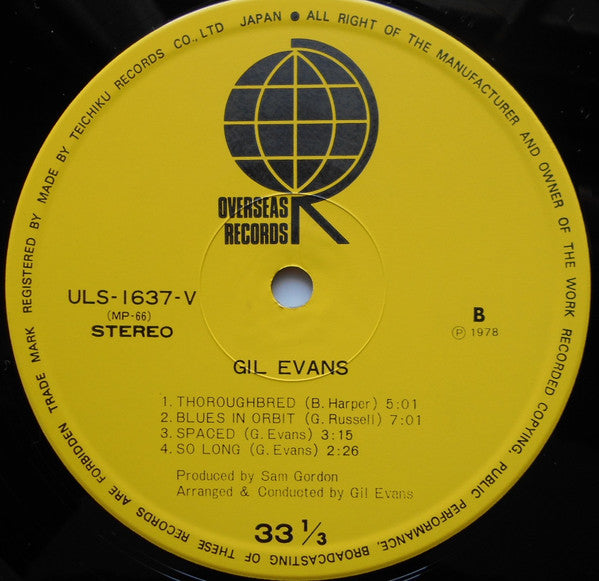 TRADE MARK REGISTERED BY MADE BY TEICHIKU RECORDS CO., LTD JAPAN ● ALL RIGHT OF THE MANUFACTURER AND OWNER OF THE WORK RECORDED COPYING, PUBLIC PERFORMANCE, BROADCASTING OF THESE RECORDS ARE FORBIDDEN
OVERSEAS
RECORDS
ULS-1637-V
(MP-66)
STEREO
B
Ⓟ 1978
GIL EVANS
1. THOROUGHBRED (B. Harper) 5:01
2. BLUES IN ORBIT (G. Russell) 7:01
3. SPACED (G. Evans) 3:15
4. SO LONG (G. Evans) 2:26
Produced by Sam Gordon
Arranged & Conducted by Gil Evans
33 1/3